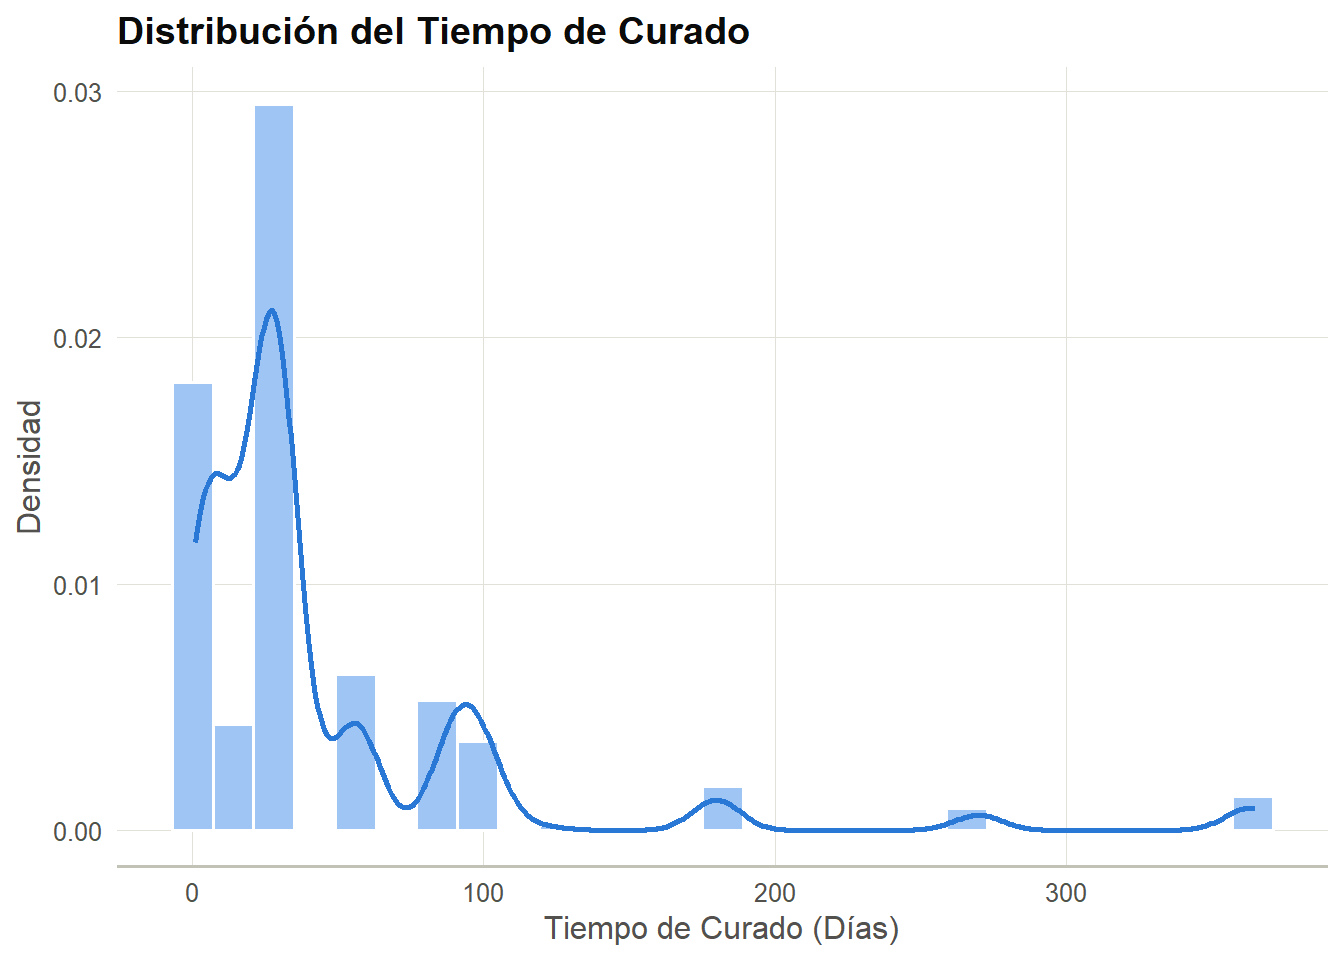 Distribución del Tiempo de Curado
0.03
0.02
0.01
0.00
Densidad
0 100 200 300
Tiempo de Curado (Días)